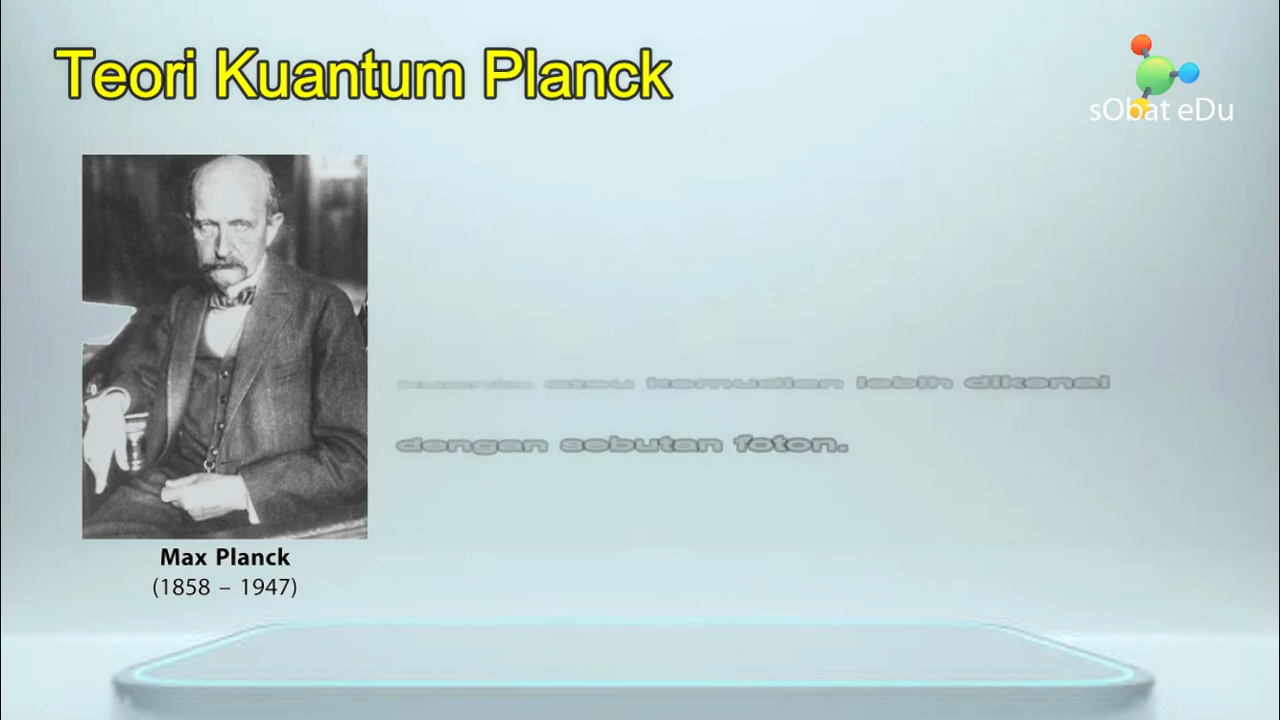 Teori Kuantum Planck
sObat eDu
kuanta atau kemudian lebih dikenal
dengan sebutan foton.
Max Planck
(1858 – 1947)